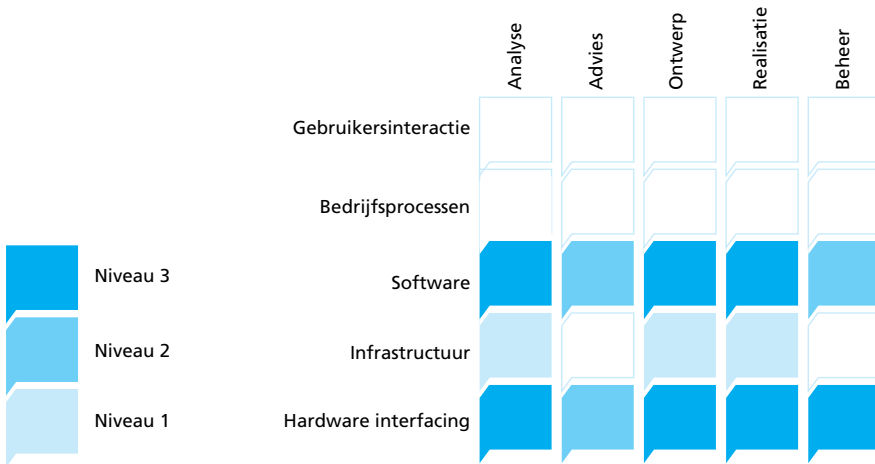 Analyse
Advies
Ontwerp
Realisatie
Beheer
Gebruikersinteractie
Bedrijfsprocessen
Software
Infrastructuur
Hardware interfacing
Niveau 3
Niveau 2
Niveau 1